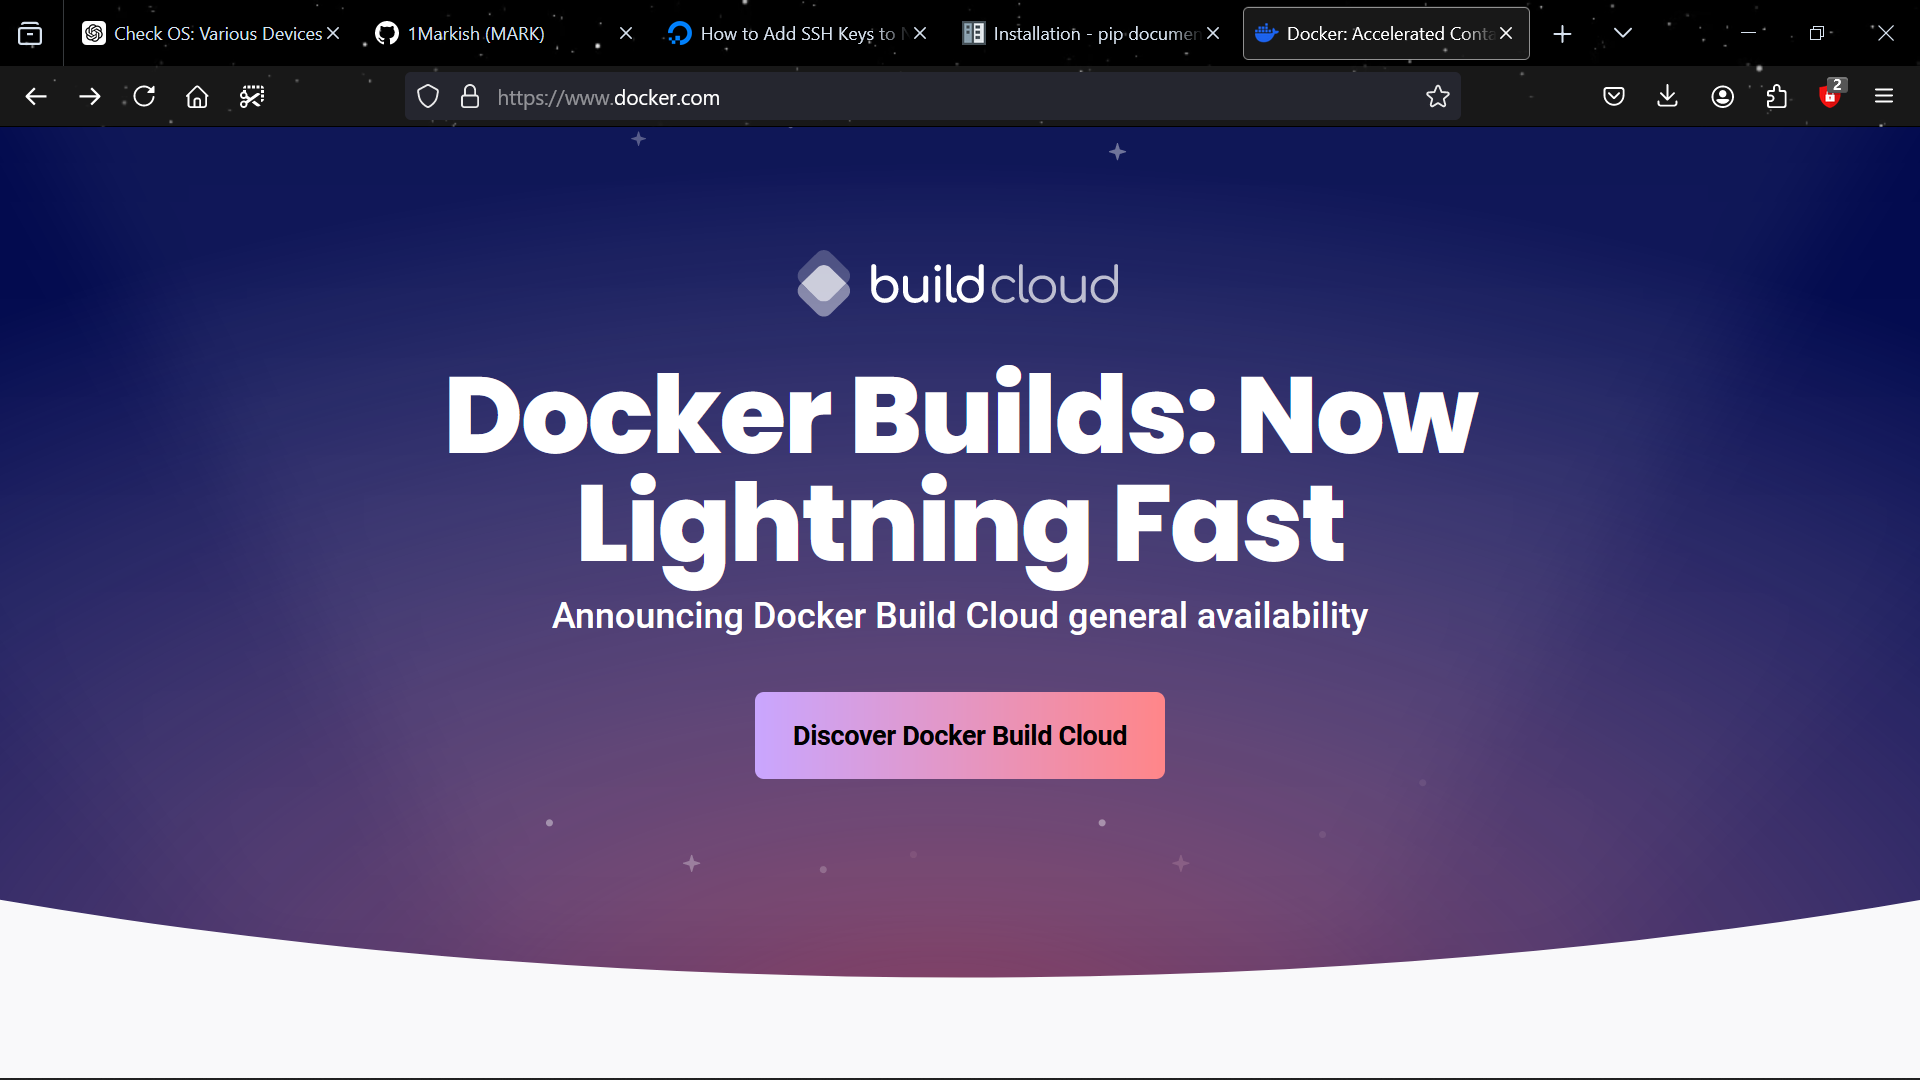 Check OS: Various Devices
1Markish (MARK)
How to Add SSH Keys to
Installation - pip documen
Docker: Accelerated Conta
https://www.docker.com
2
build cloud
Docker Builds: Now
Lightning Fast
Announcing Docker Build Cloud general availability
Discover Docker Build Cloud